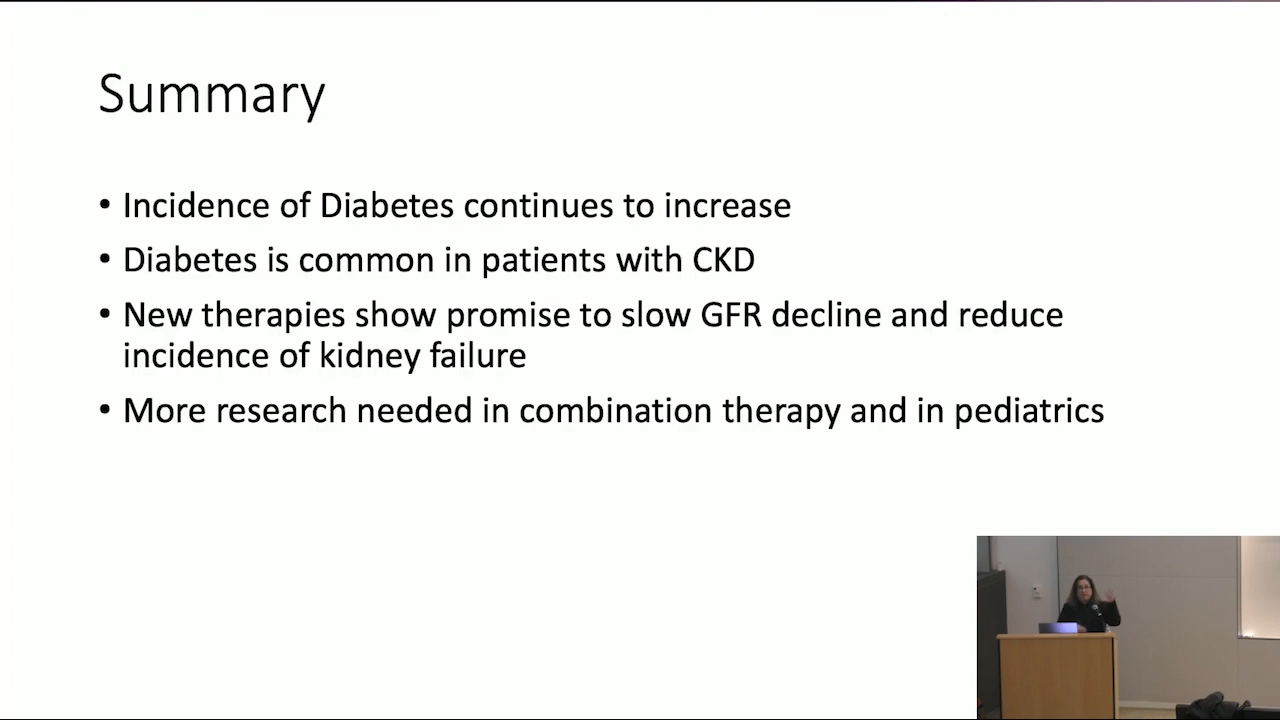 Summary
• Incidence of Diabetes continues to increase
• Diabetes is common in patients with CKD
• New therapies show promise to slow GFR decline and reduce
incidence of kidney failure
• More research needed in combination therapy and in pediatrics